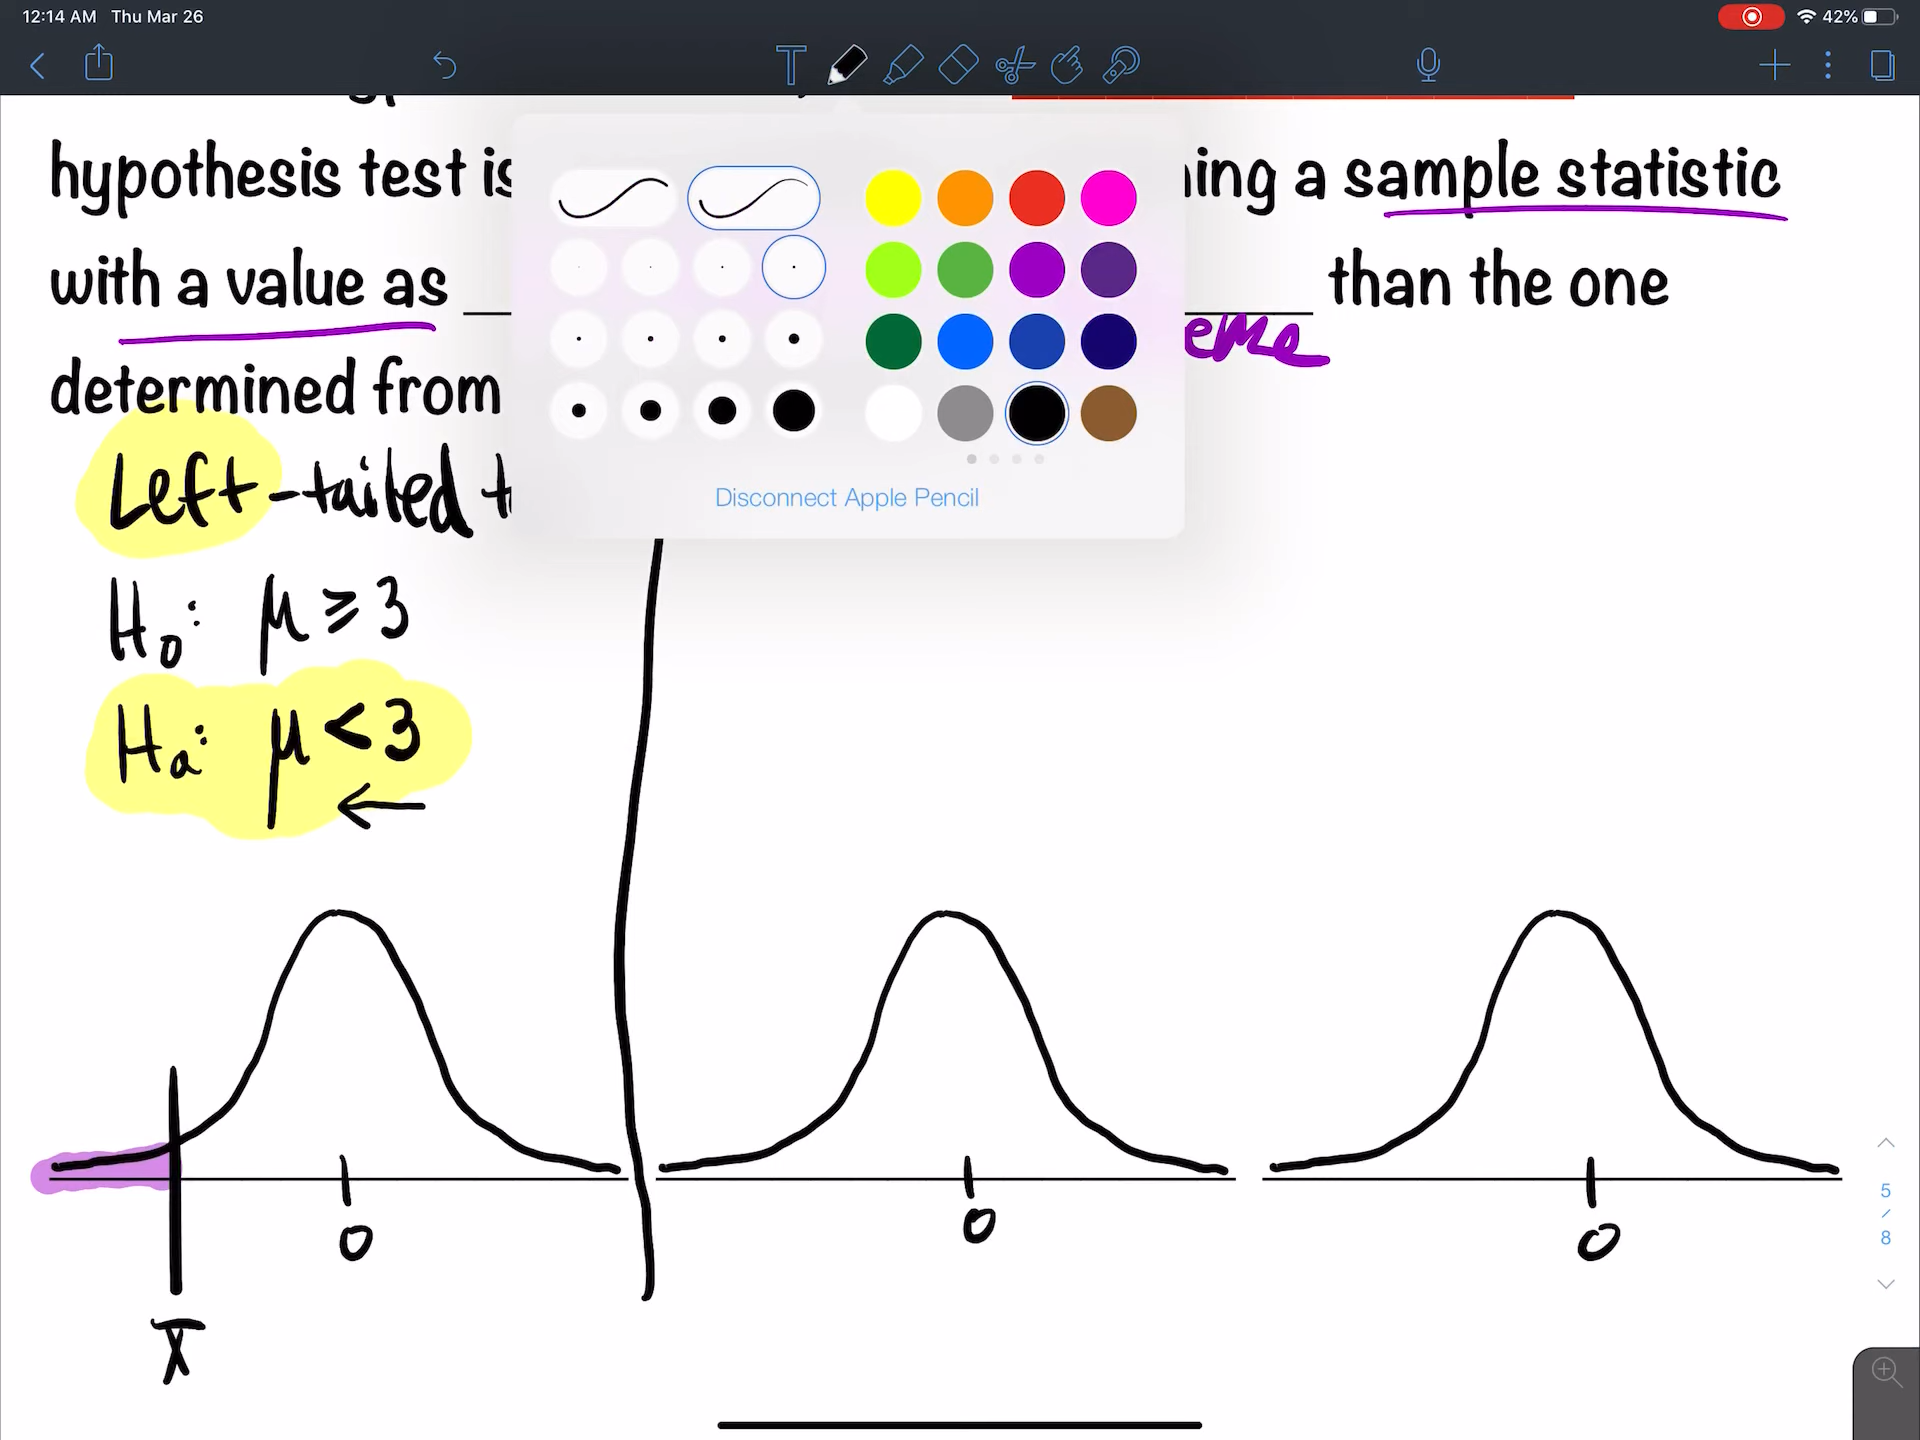 12:14 AM Thu Mar 26
42%
T
hypothesis test is
ing a sample statistic
with a value as
than the one
eme
determined from
Disconnect Apple Pencil
Left-tailed t
H₀: μ ≥ 3
Hₐ: μ < 3
←
0
0
0
x̄
5
/
8